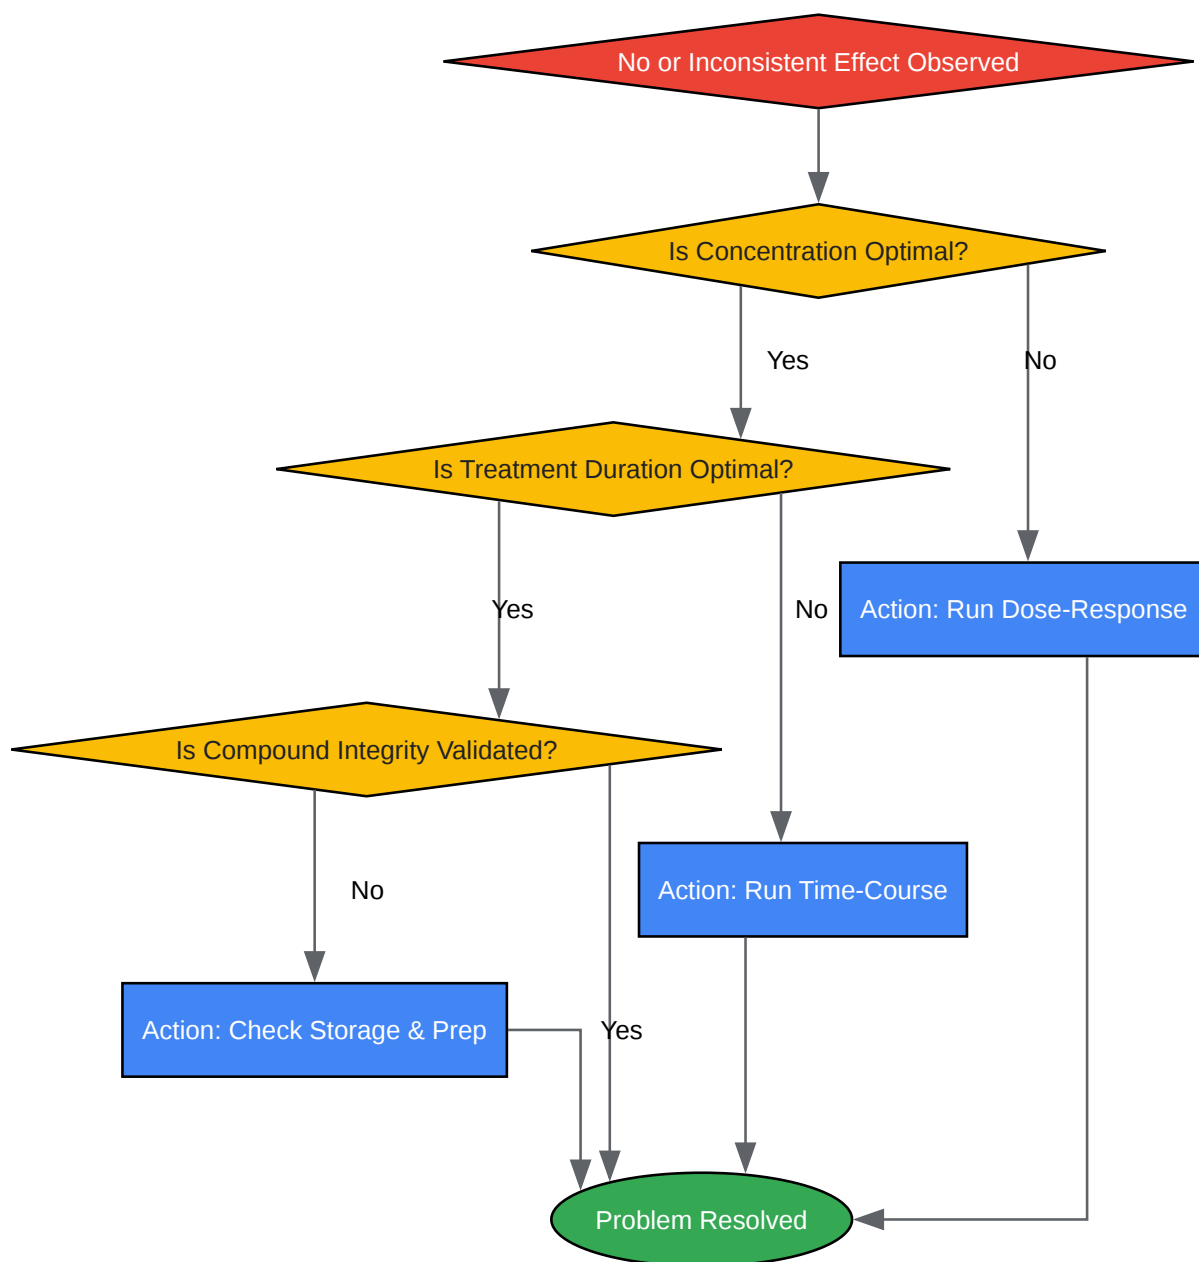 No or Inconsistent Effect Observed
Is Concentration Optimal?
Yes
No
Is Treatment Duration Optimal?
Yes
No
Action: Run Dose-Response
Is Compound Integrity Validated?
No
Action: Run Time-Course
Action: Check Storage & Prep
Yes
Problem Resolved